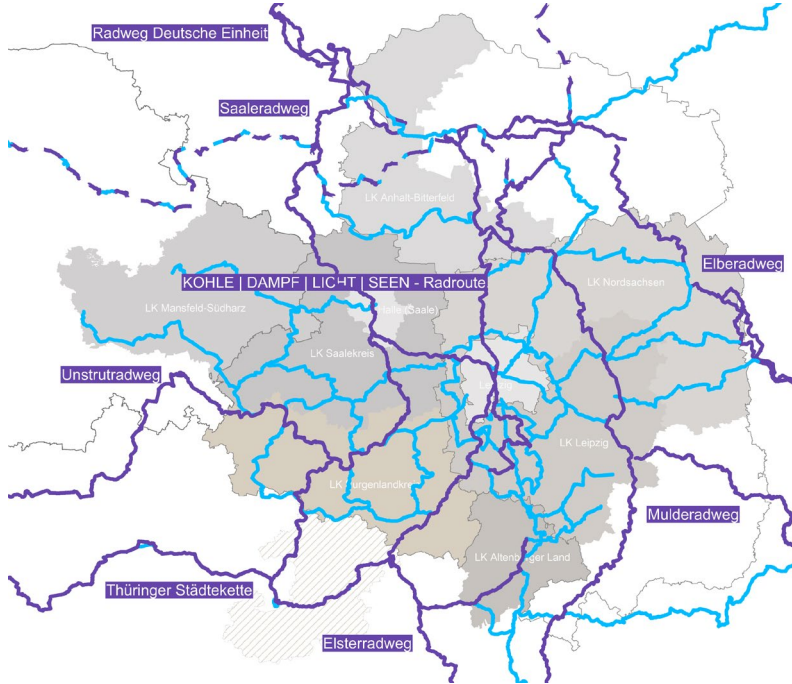 Radweg Deutsche Einheit
Saaleradweg
LK Anhalt-Bitterfeld
Elberadweg
LK Nordsachsen
KOHLE | DAMPF | LICHT | SEEN - Radroute
LK Mansfeld-Südharz
Halle (Saale)
LK Saalekreis
Unstrutradweg
Leipzig
LK Leipzig
LK Burgenlandkreis
Mulderadweg
LK Altenburger Land
Thüringer Städtekette
Elsterradweg